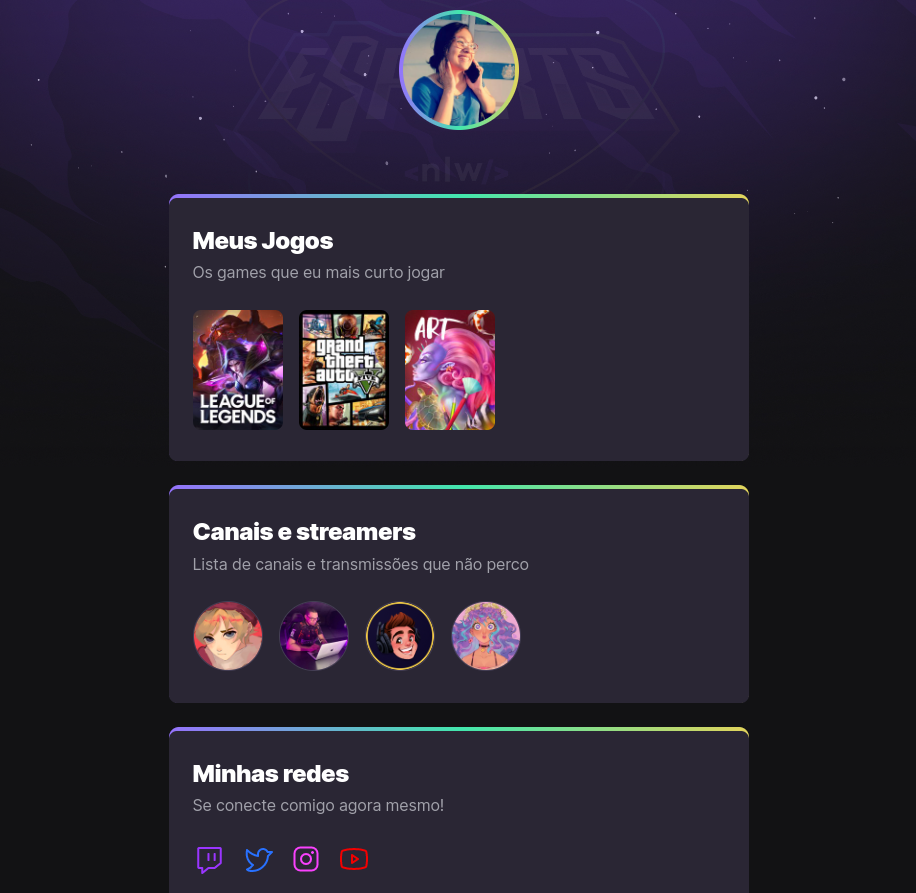 ESPORTS
<nlw/>
Meus Jogos
Os games que eu mais curto jogar
LEAGUE OF
LEGENDS
grand
theft
auto V
FIVE
ART
Canais e streamers
Lista de canais e transmissões que não perco
Minhas redes
Se conecte comigo agora mesmo!